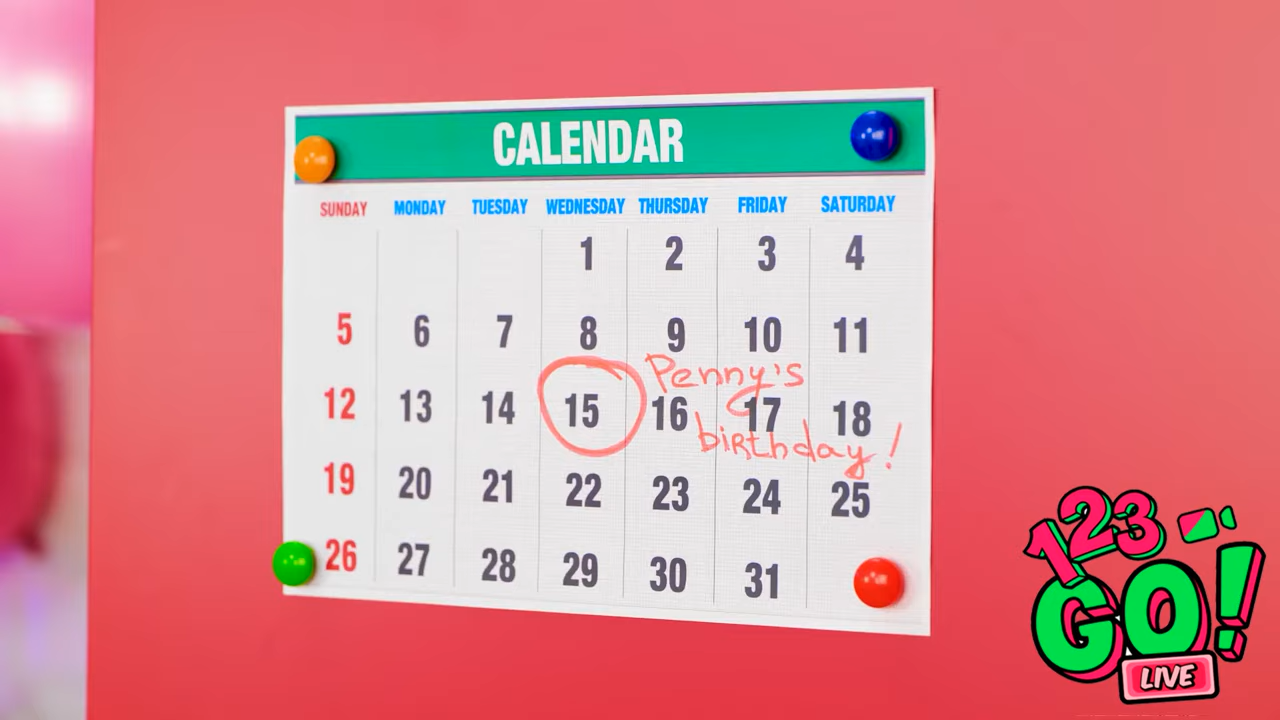 CALENDAR
SUNDAY MONDAY TUESDAY WEDNESDAY THURSDAY FRIDAY SATURDAY
1 2 3 4
5 6 7 8 9 10 11
Penny's
12 13 14 15 16 17 18
birthday!
19 20 21 22 23 24 25
26 27 28 29 30 31
123
GO!
LIVE